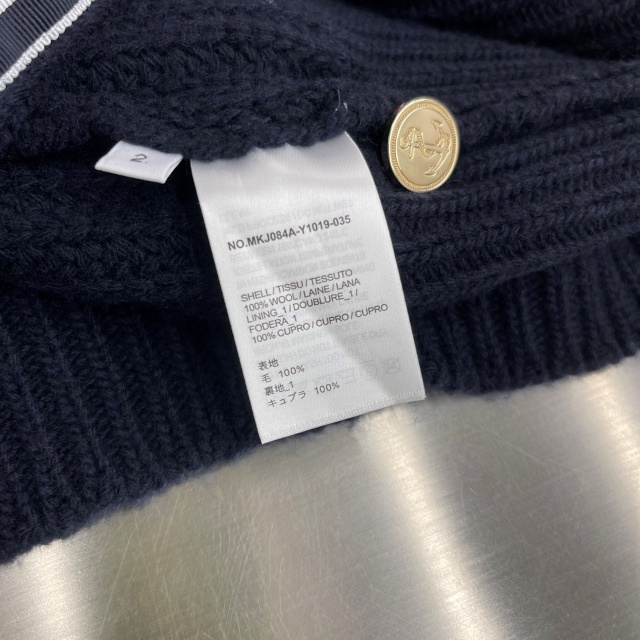 2
NO.MKJ084A-Y1019-035
SHELL/TISSU/TESSUTO
100% WOOL/LAINE/LANA
LINING_1/DOUBLURE_1/
FODERA_1
100% CUPRO/CUPRO/CUPRO
表地
毛 100%
裏地_1
キュプラ 100%